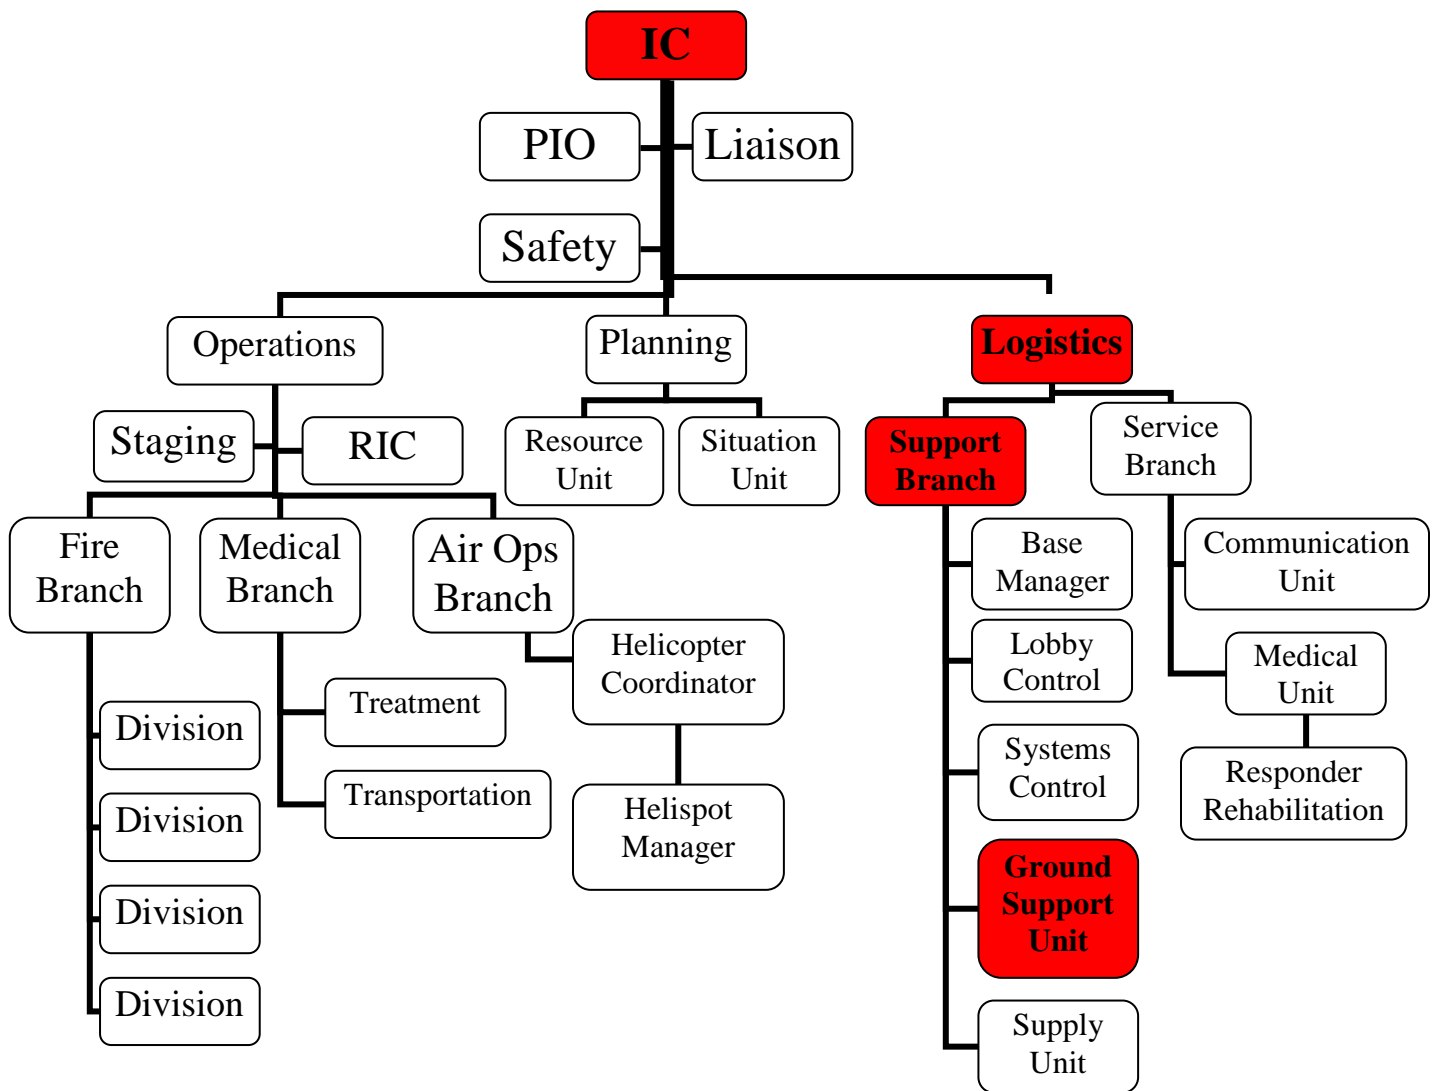 IC
PIO
Liaison
Safety
Operations
Planning
Logistics
Staging
RIC
Resource
Unit
Situation
Unit
Support
Branch
Service
Branch
Fire
Branch
Medical
Branch
Air Ops
Branch
Base
Manager
Communication
Unit
Helicopter
Coordinator
Lobby
Control
Medical
Unit
Division
Treatment
Systems
Control
Responder
Rehabilitation
Division
Transportation
Helispot
Manager
Ground
Support
Unit
Division
Division
Supply
Unit